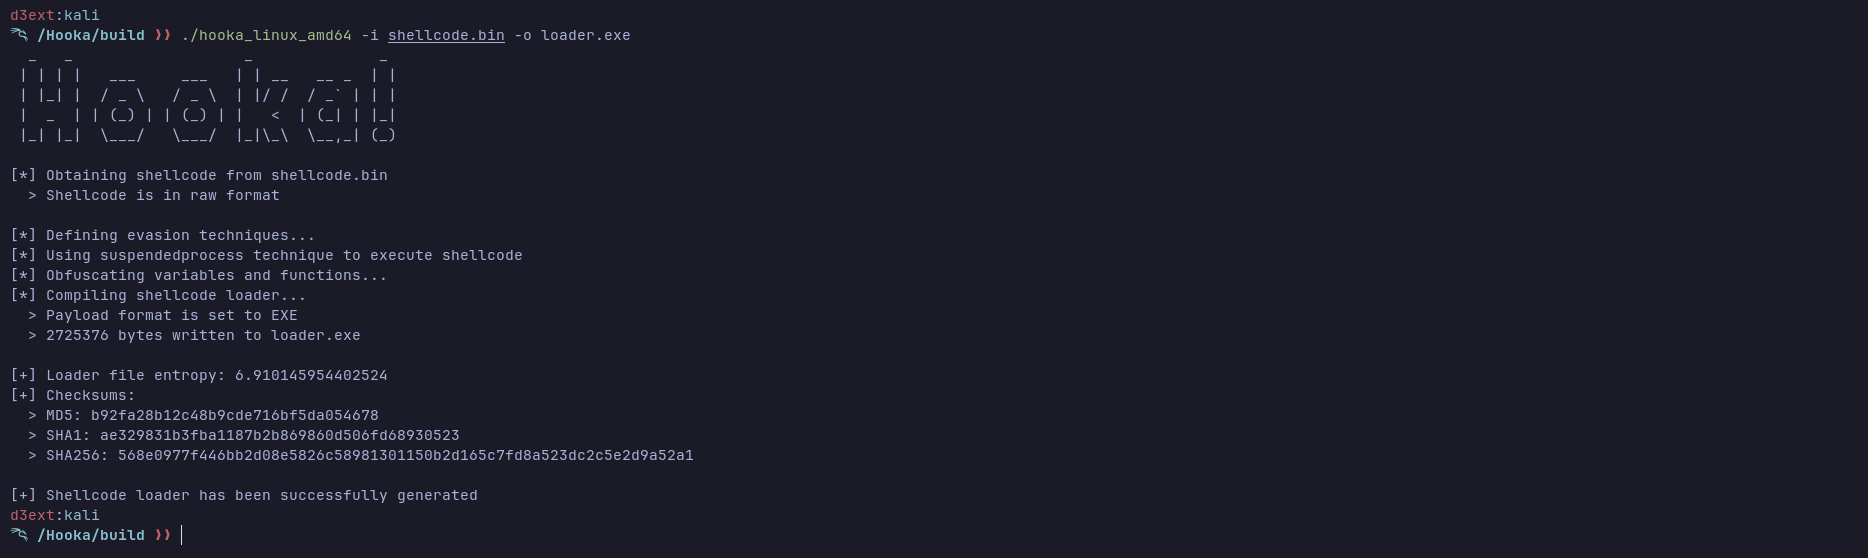 d3ext:kali
/Hooka/build ❯❯ ./hooka_linux_amd64 -i shellcode.bin -o loader.exe
  _   _                   _              _
 | | | |   ___     ___   | | __   __ _  | |
 | |_| |  / _ \   / _ \  | |/ /  / _` | | |
 |  _  | | (_) | | (_) | |   <  | (_| | |_|
 |_| |_|  \___/   \___/  |_|\_\  \__,_| (_)
[*] Obtaining shellcode from shellcode.bin
  > Shellcode is in raw format
[*] Defining evasion techniques...
[*] Using suspendedprocess technique to execute shellcode
[*] Obfuscating variables and functions...
[*] Compiling shellcode loader...
  > Payload format is set to EXE
  > 2725376 bytes written to loader.exe
[+] Loader file entropy: 6.910145954402524
[+] Checksums:
  > MD5: b92fa28b12c48b9cde716bf5da054678
  > SHA1: ae329831b3fba1187b2b869860d506fd68930523
  > SHA256: 568e0977f446bb2d08e5826c58981301150b2d165c7fd8a523dc2c5e2d9a52a1
[+] Shellcode loader has been successfully generated
d3ext:kali
/Hooka/build ❯❯